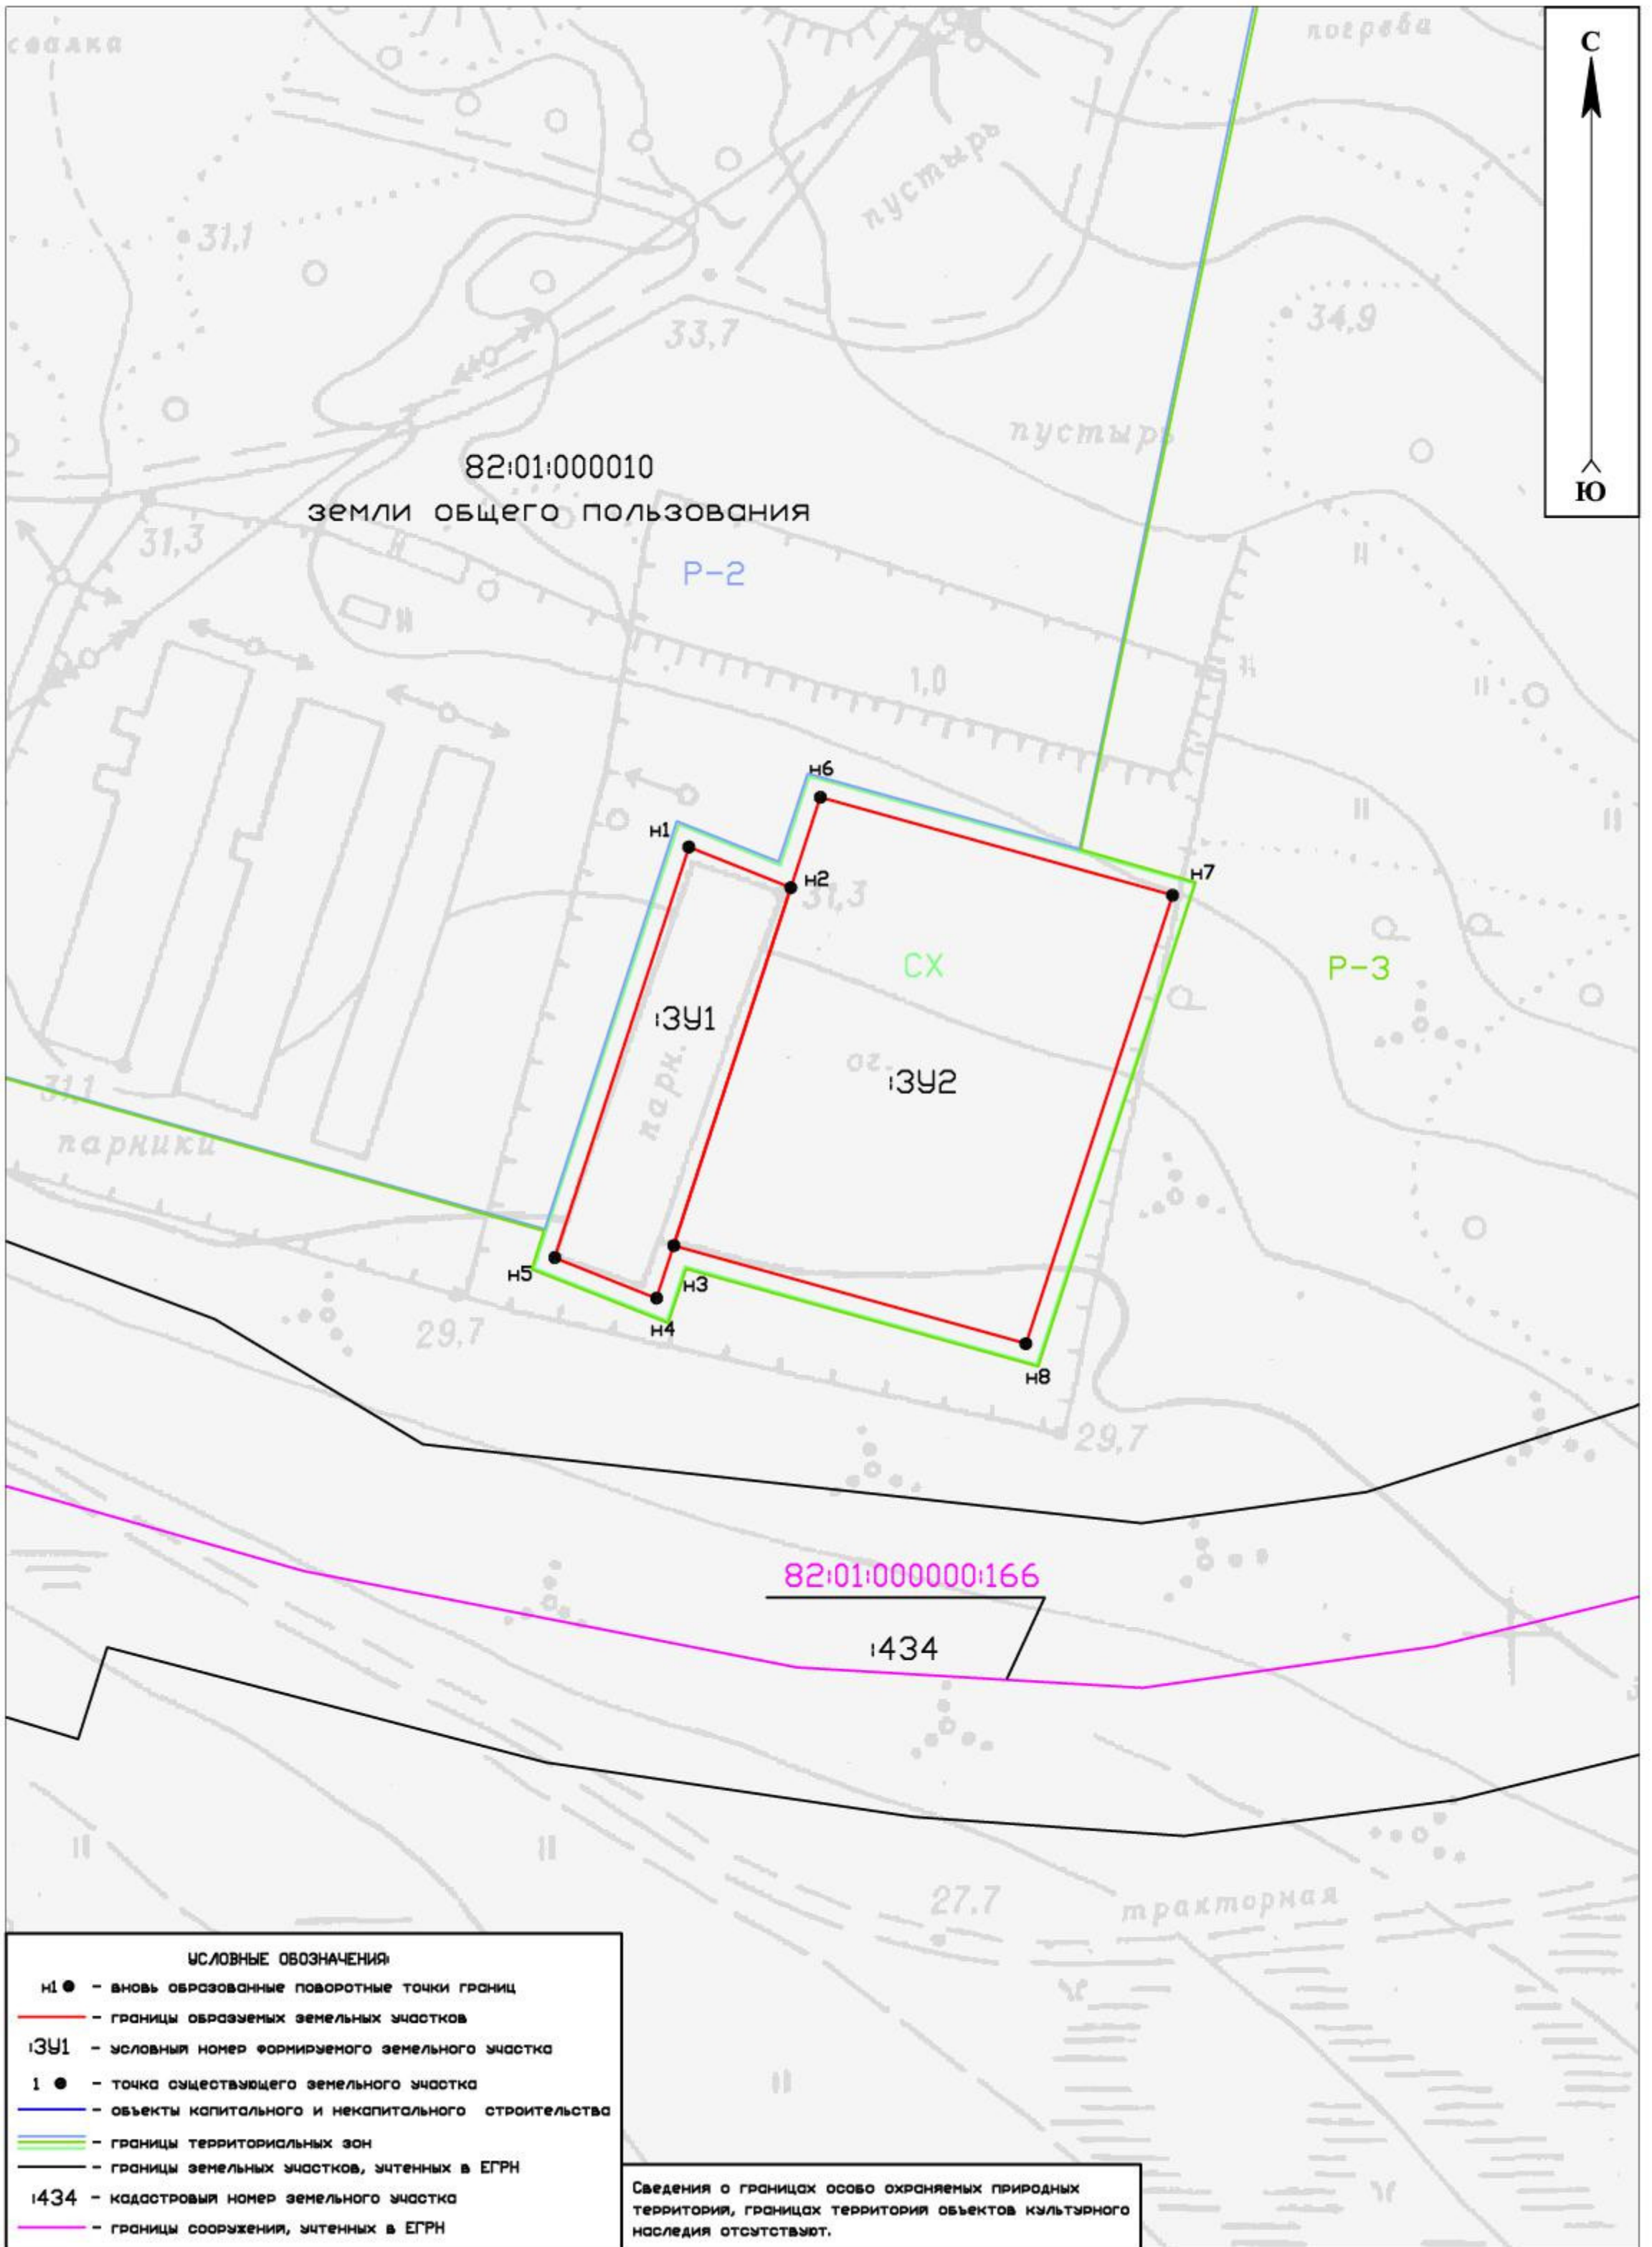 свалка
погреба
С
пустырь
31,1
33,7
34,9
Ю
пустырь
82:01:000010
земли общего пользования
31,3
Р-2
1,0
н6
н1
н2
н7
31,3
СХ
Р-3
:ЗУ1
парн.
ог.
:ЗУ2
31,1
парники
н5
н3
н4
29,7
н8
29,7
82:01:000000:166
:434
27,7
тракторная
УСЛОВНЫЕ ОБОЗНАЧЕНИЯ:
н1 - вновь образованные поворотные точки границ
- границы образуемых земельных участков
:ЗУ1 - условный номер формируемого земельного участка
1 - точка существующего земельного участка
- объекты капитального и некапитального строительства
- границы территориальных зон
- границы земельных участков, учтенных в ЕГРН
:434 - кадастровый номер земельного участка
- границы сооружений, учтенных в ЕГРН
Сведения о границах особо охраняемых природных
территорий, границах территорий объектов культурного
наследия отсутствуют.